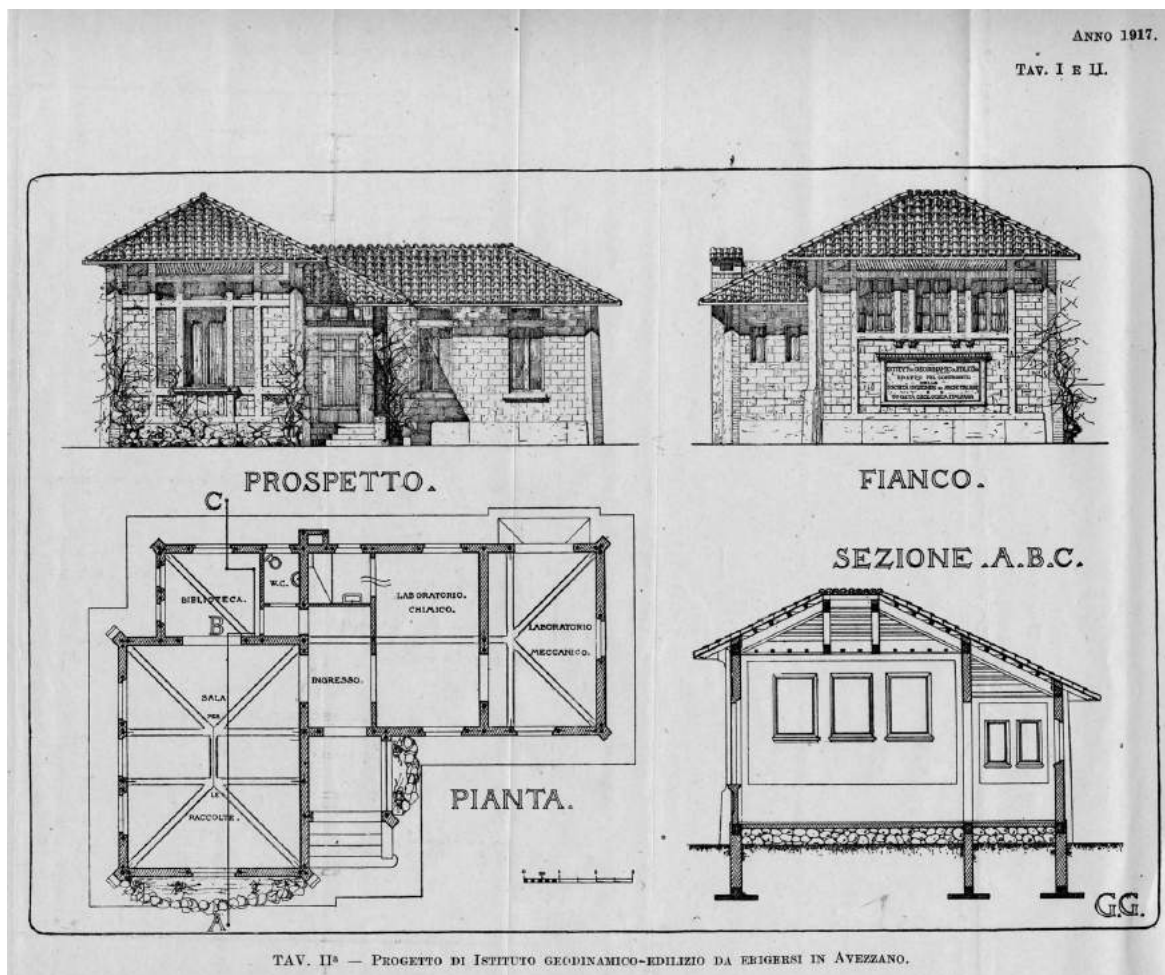 ANNO 1917.
TAV. I E II.
PROSPETTO.
FIANCO.
C
BIBLIOTECA.
W.C.
LABORATORIO.
CHIMICO.
B
LABORATORIO
MECCANICO.
SALA
PER
INGRESSO.
LE
RACCOLTE.
A
PIANTA.
SEZIONE .A.B.C.
G.G.
TAV. IIª — PROGETTO DI ISTITUTO GEODINAMICO-EDILIZIO DA ERIGERSI IN AVEZZANO.